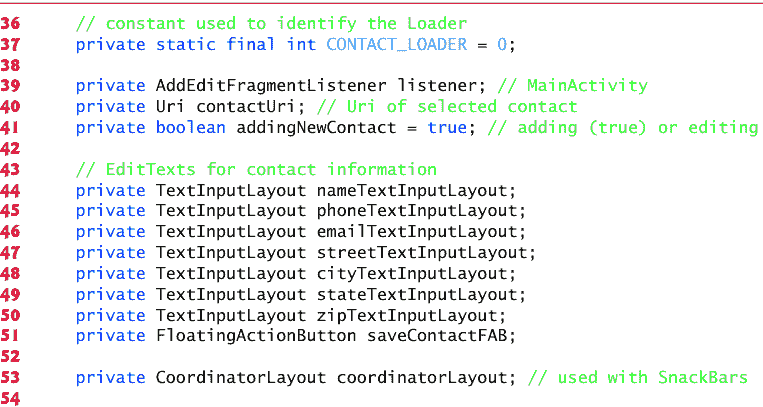 36 // constant used to identify the Loader
37 private static final int CONTACT_LOADER = 0;
38
39 private AddEditFragmentListener listener; // MainActivity
40 private Uri contactUri; // Uri of selected contact
41 private boolean addingNewContact = true; // adding (true) or editing
42
43 // EditTexts for contact information
44 private TextInputLayout nameTextInputLayout;
45 private TextInputLayout phoneTextInputLayout;
46 private TextInputLayout emailTextInputLayout;
47 private TextInputLayout streetTextInputLayout;
48 private TextInputLayout cityTextInputLayout;
49 private TextInputLayout stateTextInputLayout;
50 private TextInputLayout zipTextInputLayout;
51 private FloatingActionButton saveContactFAB;
52
53 private CoordinatorLayout coordinatorLayout; // used with SnackBars
54